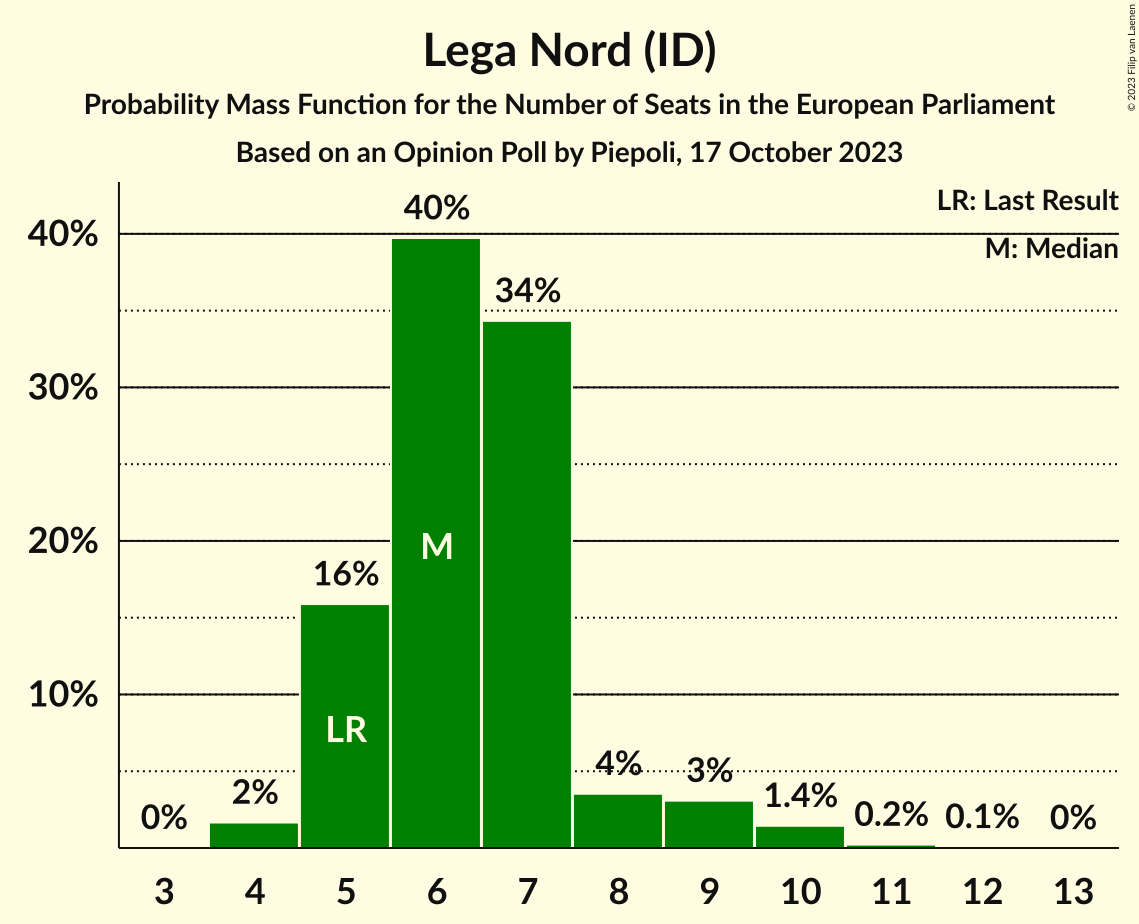 © 2023 Filip van Laenen
Lega Nord (ID)
Probability Mass Function for the Number of Seats in the European Parliament
Based on an Opinion Poll by Piepoli, 17 October 2023
LR: Last Result
M: Median
40%
30%
20%
10%
0%
2%
16%
40%
34%
4%
3%
1.4%
0.2%
0.1%
0%
LR
M
3 4 5 6 7 8 9 10 11 12 13